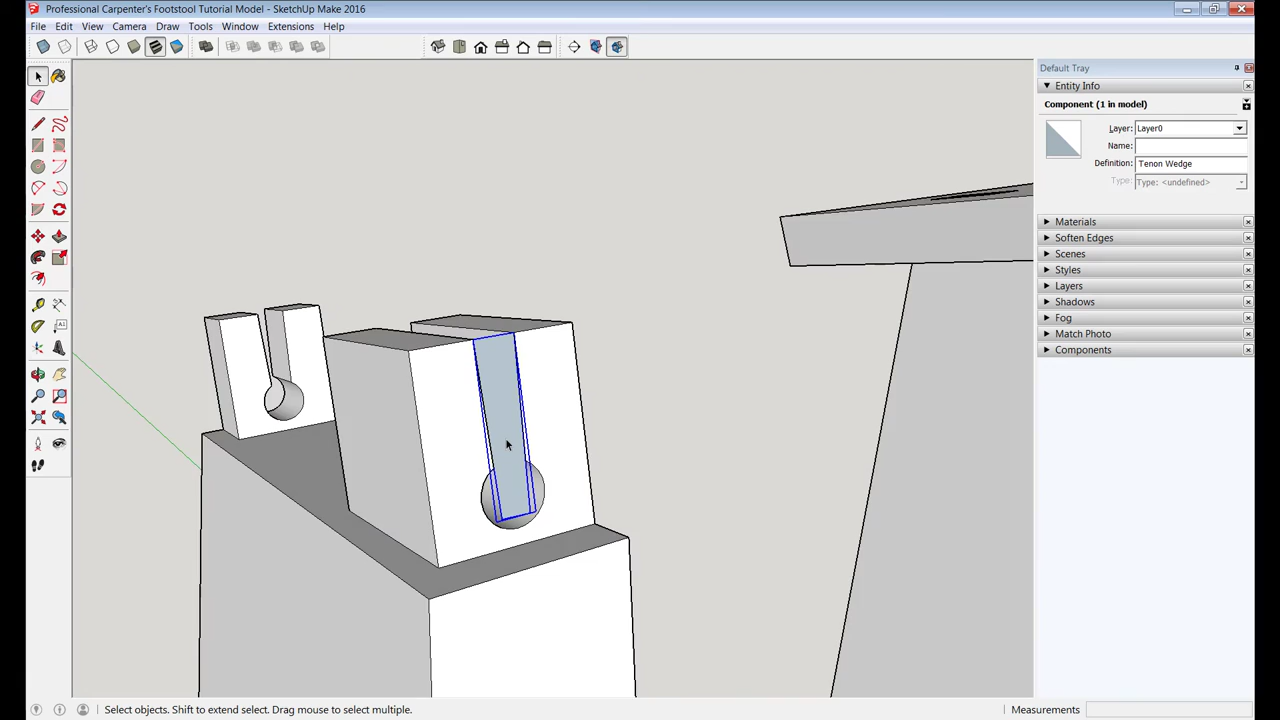 Professional Carpenter's Footstool Tutorial Model - SketchUp Make 2016
File Edit View Camera Draw Tools Window Extensions Help
Default Tray
Entity Info
Component (1 in model)
Layer: Layer0
Name:
Definition: Tenon Wedge
Type: Type: <undefined>
Materials
Soften Edges
Scenes
Styles
Layers
Shadows
Fog
Match Photo
Components
Select objects. Shift to extend select. Drag mouse to select multiple.
Measurements